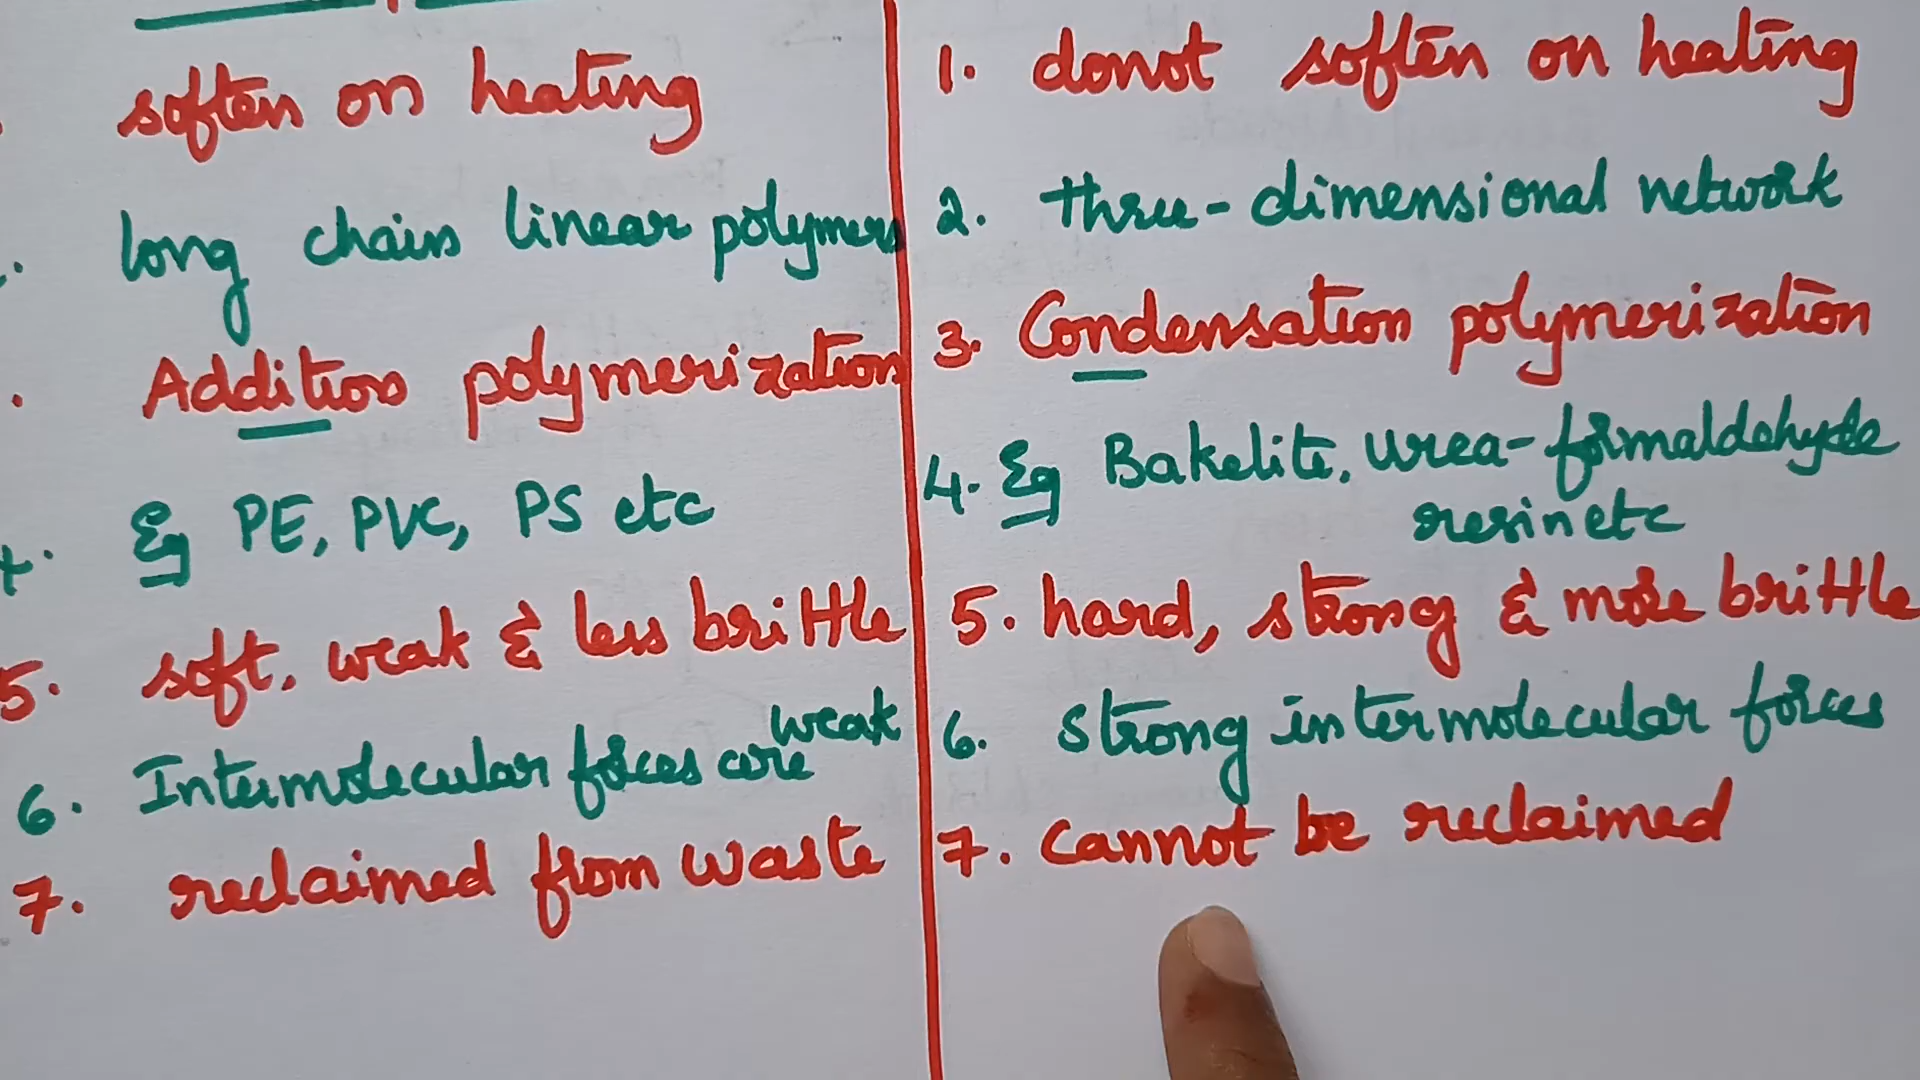 soften on heating
1. donot soften on heating
long chain linear polymers
2. three-dimensional network
Addition polymerization
3. Condensation polymerization
4. Eg PE, PVC, PS etc
4. Eg Bakelite, urea-formaldehyde
resin etc
5. soft, weak & less brittle
5. hard, strong & more brittle
6. Intermolecular forces are weak
6. strong intermolecular forces
7. reclaimed from waste
7. cannot be reclaimed